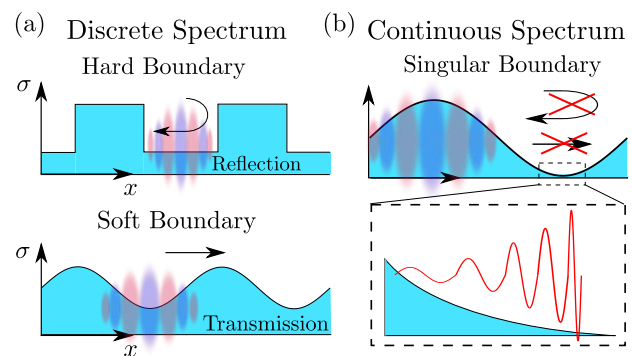 (a) Discrete Spectrum
Hard Boundary
σ
Reflection
x
Soft Boundary
σ
Transmission
x
(b) Continuous Spectrum
Singular Boundary